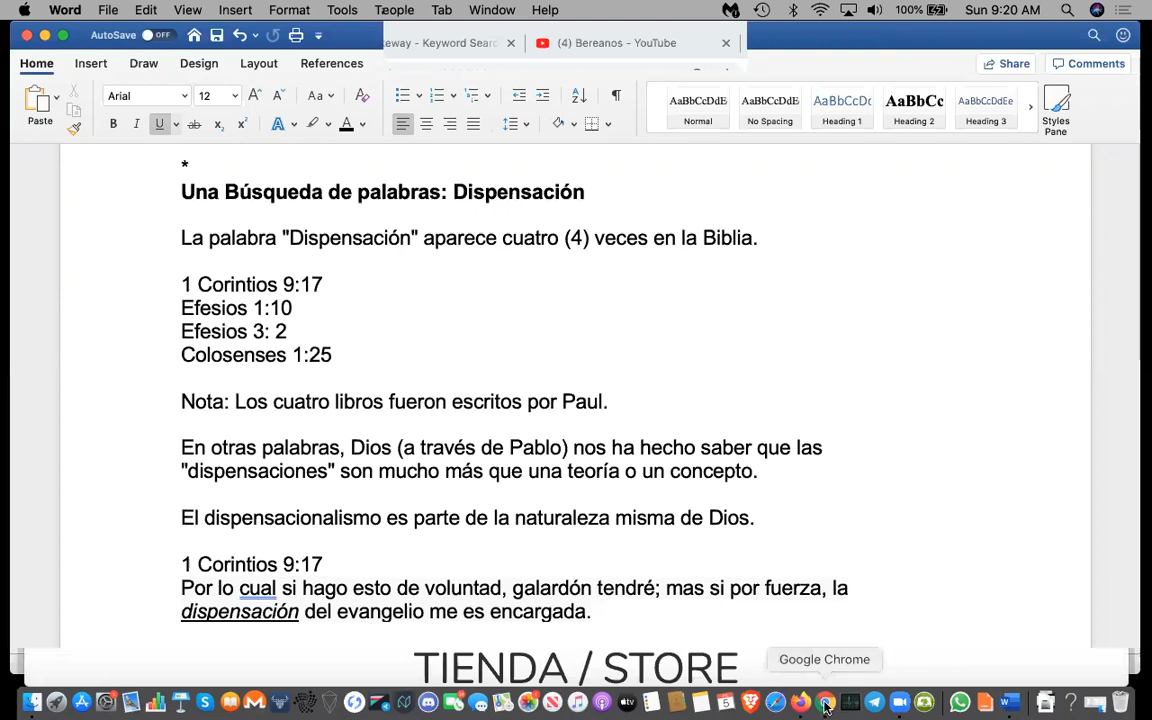 Word File Edit View Insert Format Tools Table Window Help 100% Sun 9:20 AM
AutoSave OFF
Keyword Searc × (4) Bereanos - YouTube ×
Home Insert Draw Design Layout References Share Comments
Paste Arial 12 Aa A
AaBbCcDdE AaBbCcDdE AaBbCcDc AaBbCc AaBbCcDdEe
Normal No Spacing Heading 1 Heading 2 Heading 3 Styles Pane
B I U ab x₂ x² A A
*
Una Búsqueda de palabras: Dispensación
La palabra "Dispensación" aparece cuatro (4) veces en la Biblia.
1 Corintios 9:17
Efesios 1:10
Efesios 3: 2
Colosenses 1:25
Nota: Los cuatro libros fueron escritos por Paul.
En otras palabras, Dios (a través de Pablo) nos ha hecho saber que las
"dispensaciones" son mucho más que una teoría o un concepto.
El dispensacionalismo es parte de la naturaleza misma de Dios.
1 Corintios 9:17
Por lo cual si hago esto de voluntad, galardón tendré; mas si por fuerza, la
dispensación del evangelio me es encargada.
TIENDA / STORE
Google Chrome